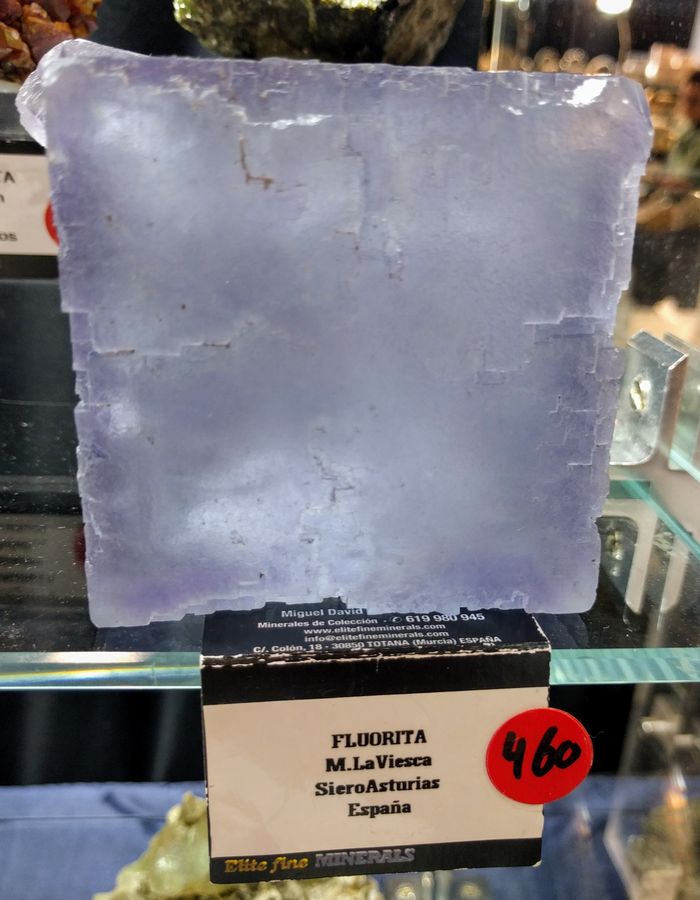 Miguel David
Minerales de Colección - ✆ 619 980 945
www.elitefineminerals.com
info@elitefineminerals.com
C/. Colón, 18 - 30850 TOTANA (Murcia) ESPAÑA
FLUORITA
M.LaViesca
SieroAsturias
España
460
Elite fine MINERALS